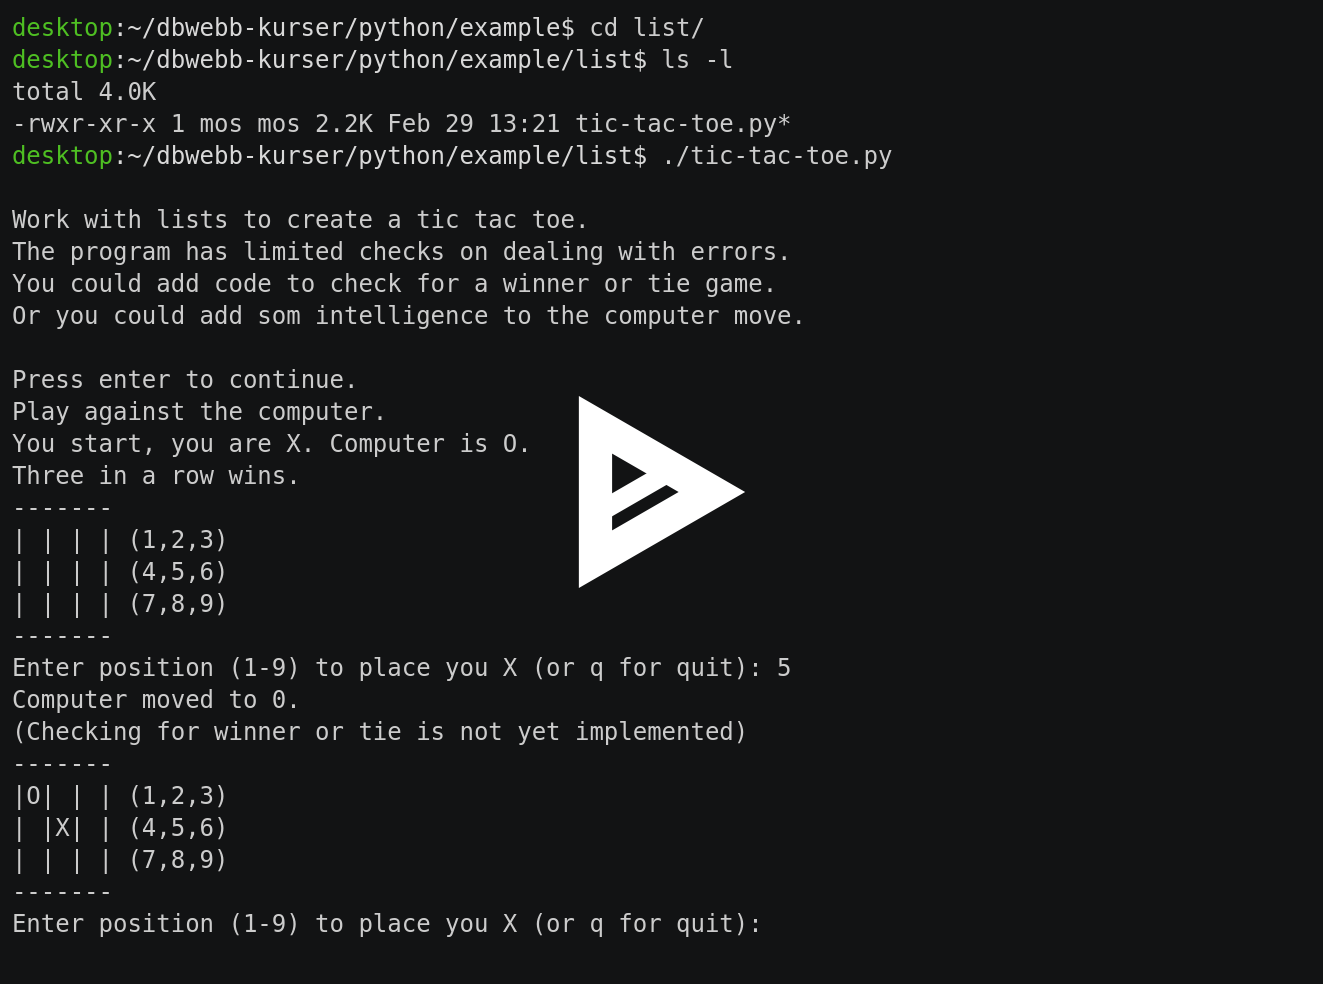 desktop:~/dbwebb-kurser/python/example$ cd list/
desktop:~/dbwebb-kurser/python/example/list$ ls -l
total 4.0K
-rwxr-xr-x 1 mos mos 2.2K Feb 29 13:21 tic-tac-toe.py*
desktop:~/dbwebb-kurser/python/example/list$ ./tic-tac-toe.py
Work with lists to create a tic tac toe.
The program has limited checks on dealing with errors.
You could add code to check for a winner or tie game.
Or you could add som intelligence to the computer move.
Press enter to continue.
Play against the computer.
You start, you are X. Computer is O.
Three in a row wins.
-------
| | | | (1,2,3)
| | | | (4,5,6)
| | | | (7,8,9)
-------
Enter position (1-9) to place you X (or q for quit): 5
Computer moved to 0.
(Checking for winner or tie is not yet implemented)
-------
|O| | | (1,2,3)
| |X| | (4,5,6)
| | | | (7,8,9)
-------
Enter position (1-9) to place you X (or q for quit):